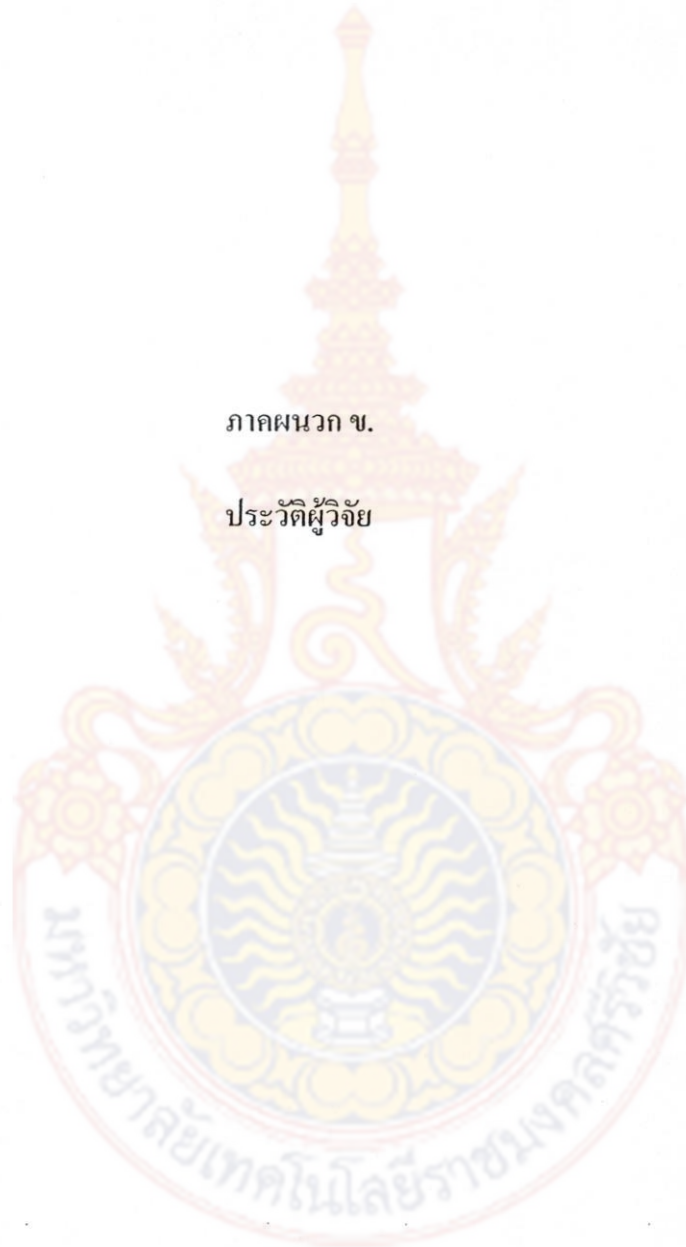 ภาคผนวก ข.
ประวัติผู้วิจัย
มหาวิทยาลัยเทคโนโลยีราชมงคลศรีวิชัย